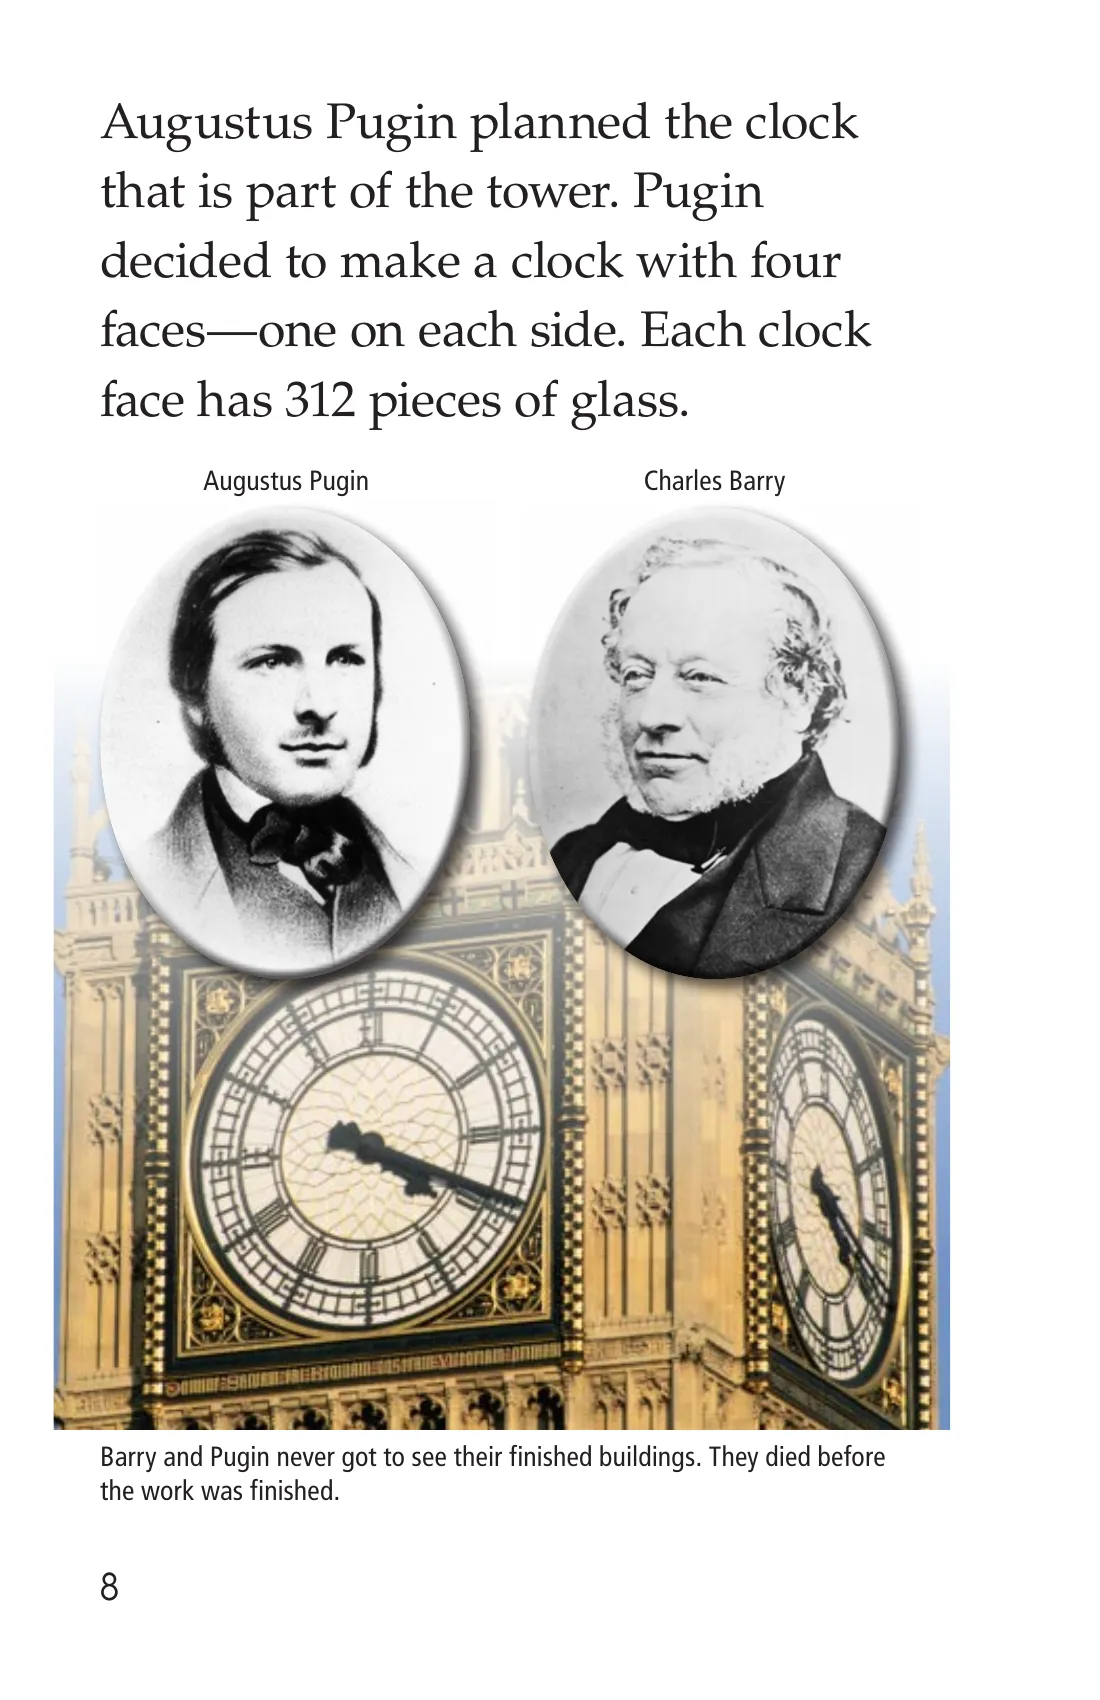 Augustus Pugin planned the clock
that is part of the tower. Pugin
decided to make a clock with four
faces—one on each side. Each clock
face has 312 pieces of glass.
Augustus Pugin
Charles Barry
Barry and Pugin never got to see their finished buildings. They died before
the work was finished.
8